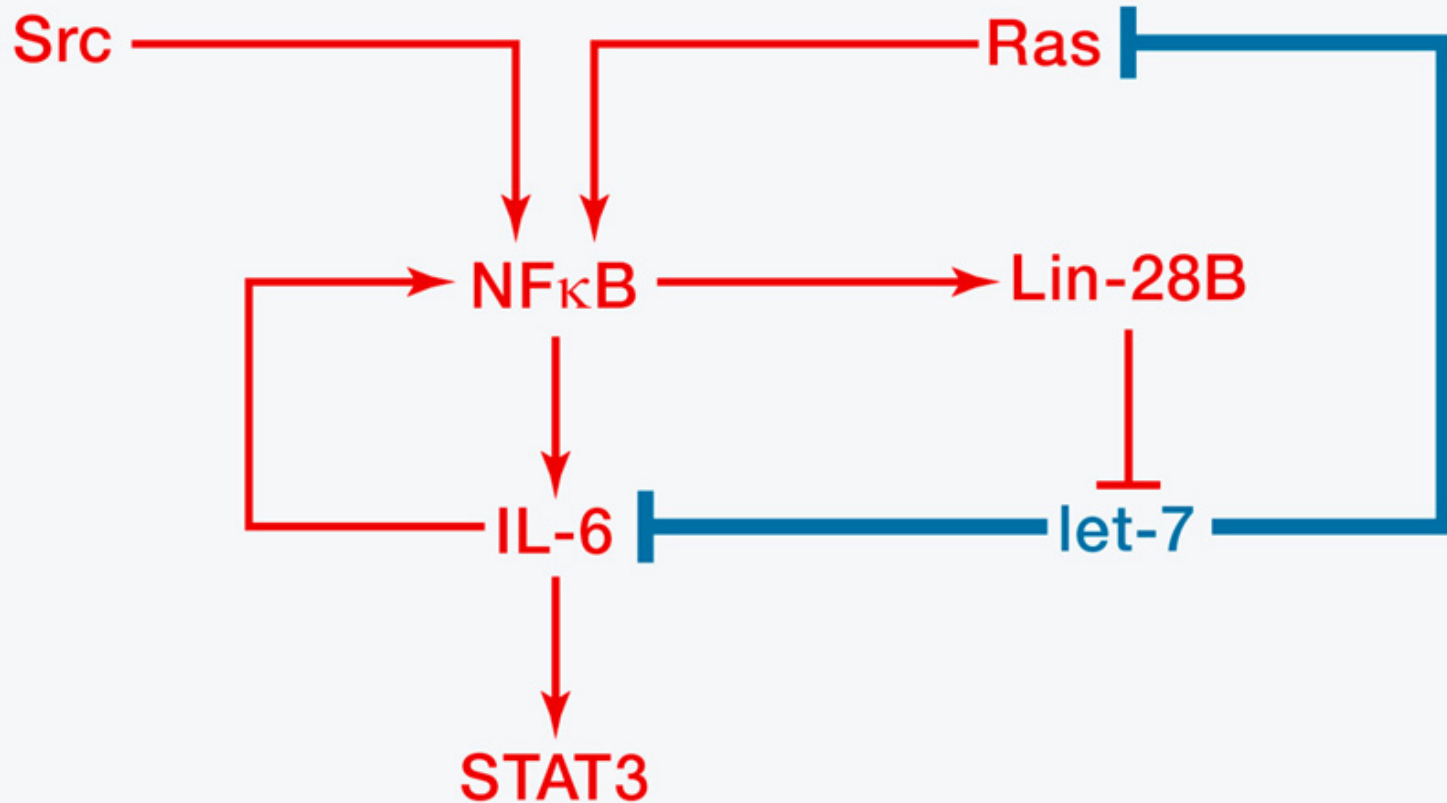 Src
Ras
NFκB
Lin-28B
IL-6
let-7
STAT3